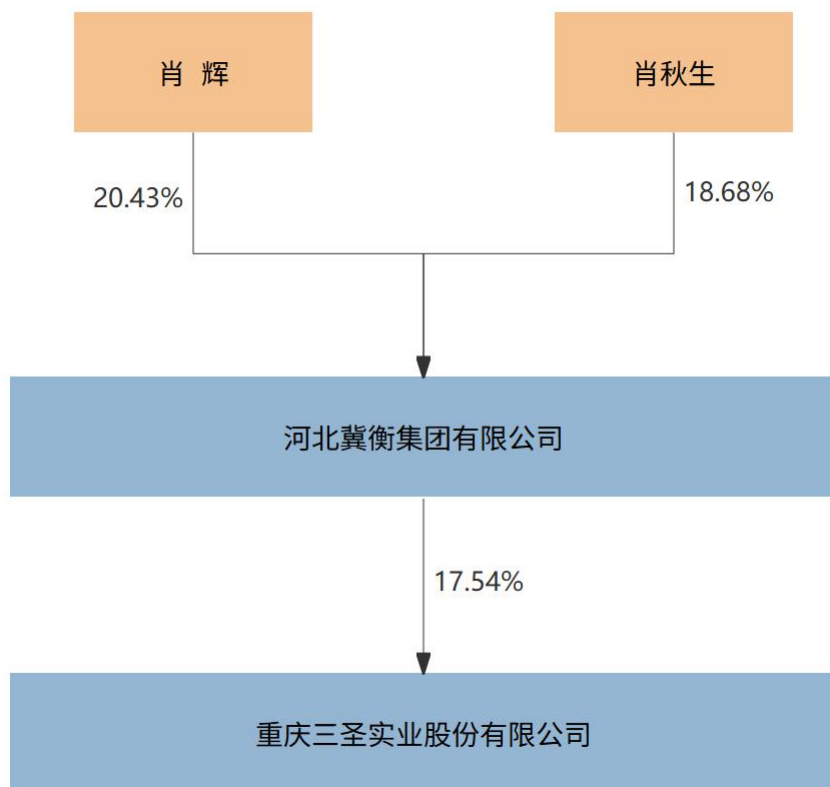 肖 辉
肖秋生
20.43%
18.68%
河北冀衡集团有限公司
17.54%
重庆三圣实业股份有限公司